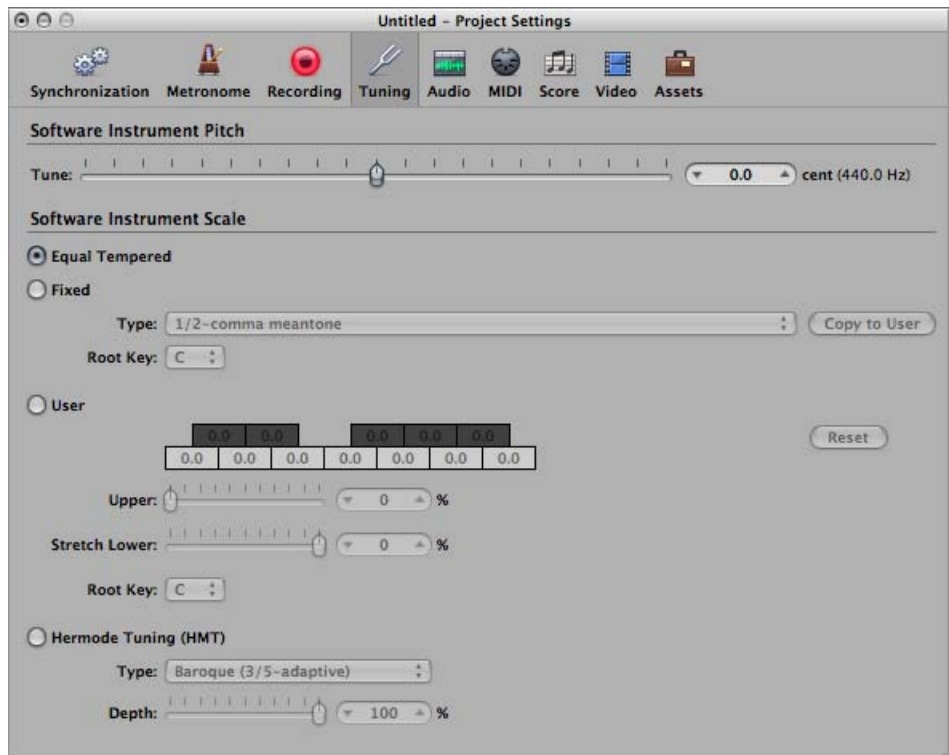 Untitled – Project Settings
Synchronization Metronome Recording Tuning Audio MIDI Score Video Assets
Software Instrument Pitch
Tune: 0.0 cent (440.0 Hz)
Software Instrument Scale
Equal Tempered
Fixed
Type: 1/2-comma meantone Copy to User
Root Key: C
User
0.0 0.0 0.0 0.0 0.0
Reset
0.0 0.0 0.0 0.0 0.0 0.0 0.0
Upper: 0 %
Stretch Lower: 0 %
Root Key: C
Hermode Tuning (HMT)
Type: Baroque (3/5-adaptive)
Depth: 100 %